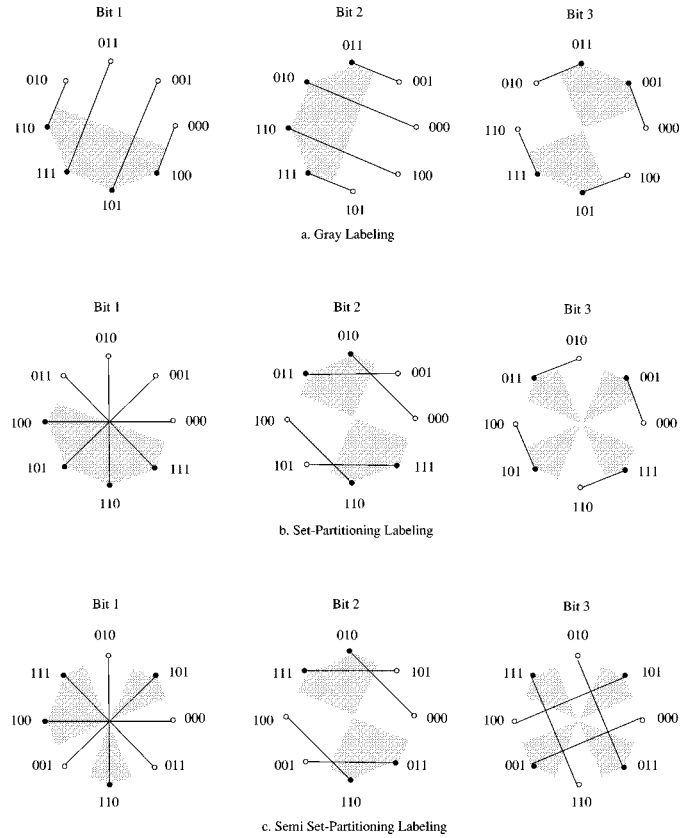 Bit 1 Bit 2 Bit 3
011 011 011
010 001 010 001 010 001
110 000 110 000 110 000
111 100 111 100 111 100
101 101 101
a. Gray Labeling
Bit 1 Bit 2 Bit 3
010 010 010
011 001 011 001 011 001
100 000 100 000 100 000
101 111 101 111 101 111
110 110 110
b. Set-Partitioning Labeling
Bit 1 Bit 2 Bit 3
010 010 010
111 101 111 101 111 101
100 000 100 000 100 000
001 011 001 011 001 011
110 110 110
c. Semi Set-Partitioning Labeling